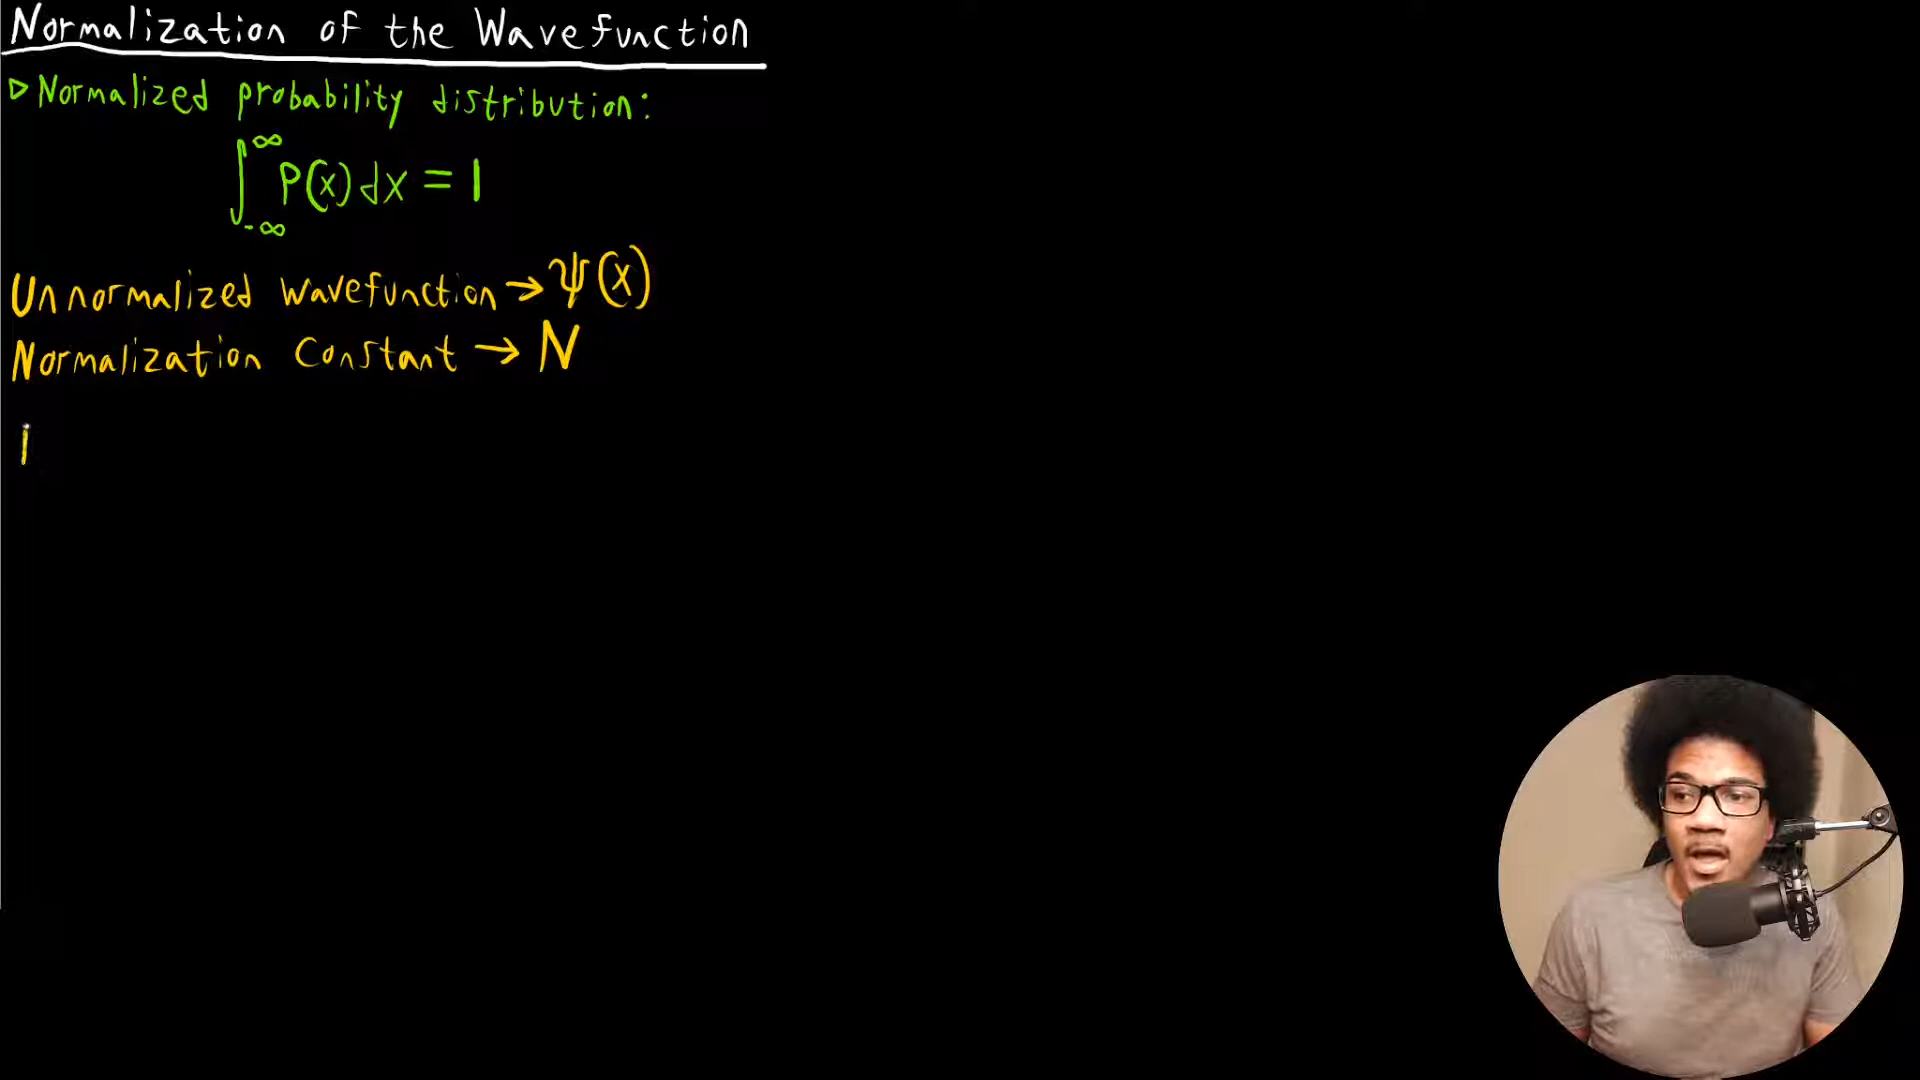 Normalization of the Wavefunction
▷ Normalized probability distribution:
∫_{-∞}^{∞} P(x) dx = 1
Unnormalized wavefunction → ψ(x)
Normalization Constant → N